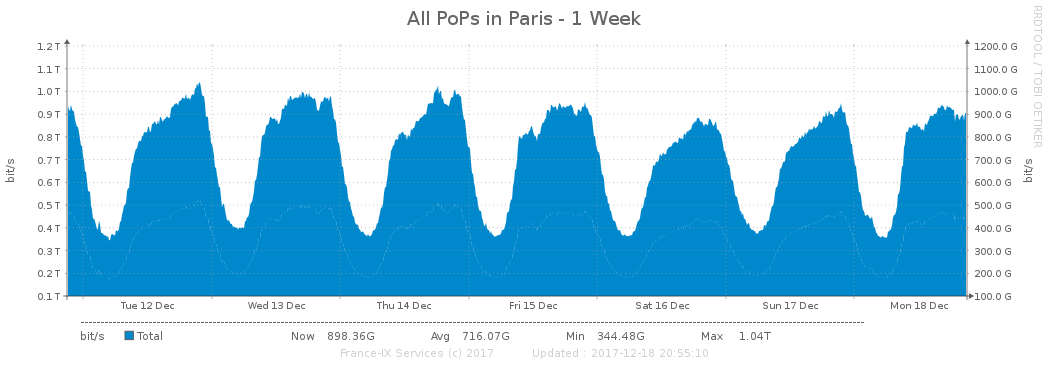 All PoPs in Paris - 1 Week
RRDTOOL / TOBI OETIKER
bit/s
1.2 T
1.1 T
1.0 T
0.9 T
0.8 T
0.7 T
0.6 T
0.5 T
0.4 T
0.3 T
0.2 T
0.1 T
1200.0 G
1100.0 G
1000.0 G
900.0 G
800.0 G
700.0 G
600.0 G
500.0 G
400.0 G
300.0 G
200.0 G
100.0 G
bit/s
Tue 12 Dec Wed 13 Dec Thu 14 Dec Fri 15 Dec Sat 16 Dec Sun 17 Dec Mon 18 Dec
bit/s Total Now 898.36G Avg 716.07G Min 344.48G Max 1.04T
France-IX Services (c) 2017 Updated : 2017-12-18 20:55:10